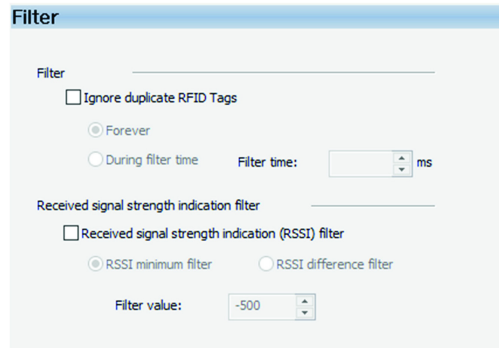 Filter
Filter
Ignore duplicate RFID Tags
Forever
During filter time Filter time: ms
Received signal strength indication filter
Received signal strength indication (RSSI) filter
RSSI minimum filter RSSI difference filter
Filter value: -500